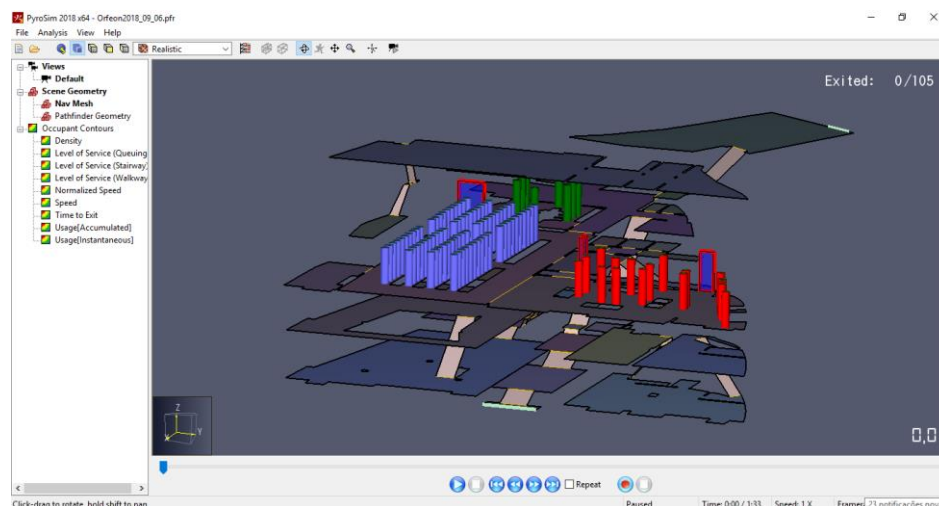 PyroSim 2018 x64 - Orfeon2018_09_06.pfr
File Analysis View Help
Realistic
Views
Default
Scene Geometry
Nav Mesh
Pathfinder Geometry
Occupant Contours
Density
Level of Service (Queuing
Level of Service (Stairway)
Level of Service (Walkway
Normalized Speed
Speed
Time to Exit
Usage[Accumulated]
Usage[Instantaneous]
Exited: 0/105
Z
Y
0,0
Repeat
Click-drag to rotate, hold shift to pan
Paused
Time: 0:00 / 1:33
Speed: 1 X
Frame:
23 notificações nov